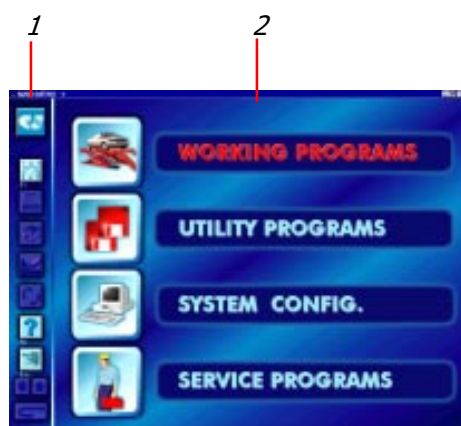 1 2
WORKING PROGRAMS
UTILITY PROGRAMS
SYSTEM CONFIG.
SERVICE PROGRAMS
?